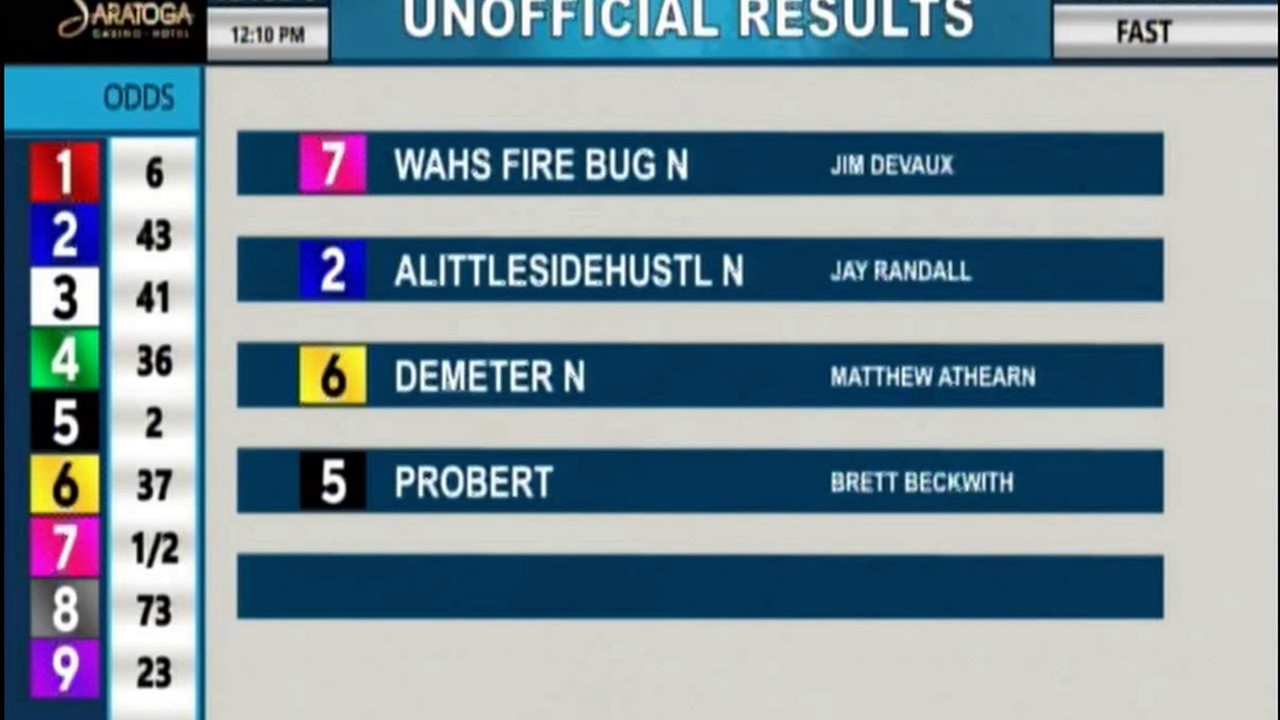 SARATOGA
CASINO · HOTEL
12:10 PM
UNOFFICIAL RESULTS
FAST
ODDS
1 6
2 43
3 41
4 36
5 2
6 37
7 1/2
8 73
9 23
7 WAHS FIRE BUG N JIM DEVAUX
2 ALITTLESIDEHUSTL N JAY RANDALL
6 DEMETER N MATTHEW ATHEARN
5 PROBERT BRETT BECKWITH